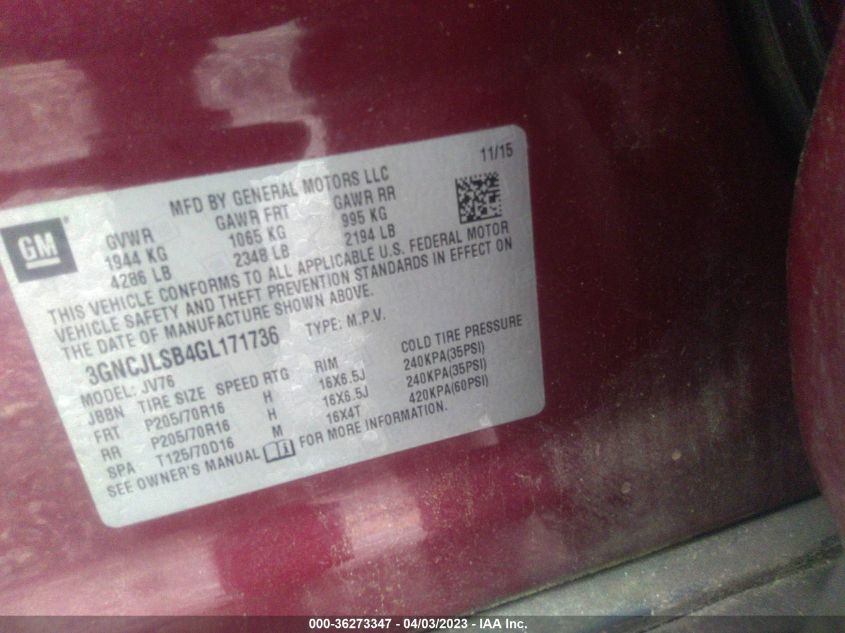 11/15
MFD BY GENERAL MOTORS LLC
GM
GVWR GAWR FRT GAWR RR
1944 KG 1065 KG 995 KG
4286 LB 2348 LB 2194 LB
THIS VEHICLE CONFORMS TO ALL APPLICABLE U.S. FEDERAL MOTOR
VEHICLE SAFETY AND THEFT PREVENTION STANDARDS IN EFFECT ON
THE DATE OF MANUFACTURE SHOWN ABOVE.
3GNCJLSB4GL171736 TYPE: M.P.V.
MODEL: JV76
JBBN TIRE SIZE SPEED RTG RIM COLD TIRE PRESSURE
FRT P205/70R16 H 16X6.5J 240KPA(35PSI)
RR P205/70R16 H 16X6.5J 240KPA(35PSI)
SPA T125/70D16 M 16X4T 420KPA(60PSI)
SEE OWNER'S MANUAL FOR MORE INFORMATION.
000-36273347 - 04/03/2023 - IAA Inc.